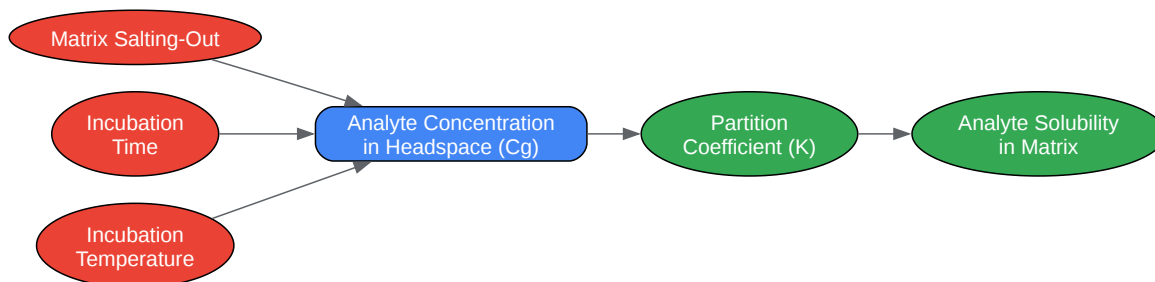 Matrix Salting-Out
Incubation
Time
Incubation
Temperature
Analyte Concentration
in Headspace (Cg)
Partition
Coefficient (K)
Analyte Solubility
in Matrix